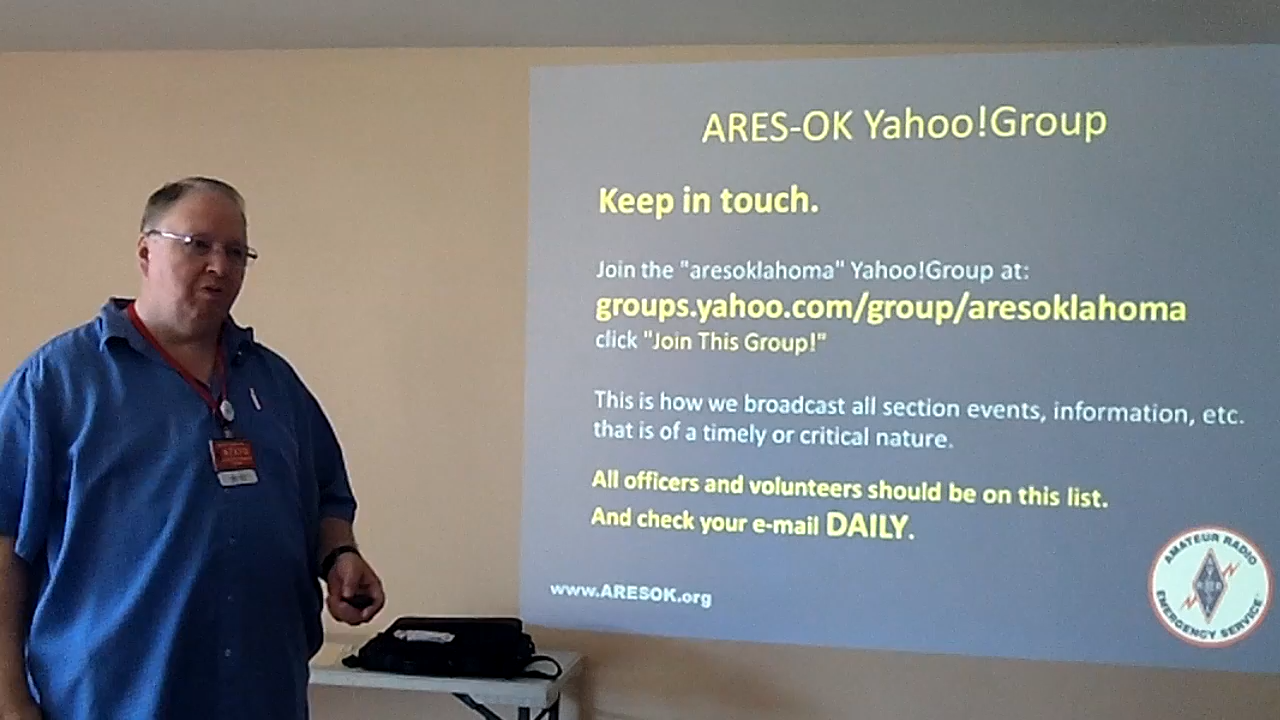 ARES-OK Yahoo!Group
Keep in touch.
Join the "aresoklahoma" Yahoo!Group at:
groups.yahoo.com/group/aresoklahoma
click "Join This Group!"
This is how we broadcast all section events, information, etc.
that is of a timely or critical nature.
All officers and volunteers should be on this list.
And check your e-mail DAILY.
www.ARESOK.org
AMATEUR RADIO
EMERGENCY SERVICE